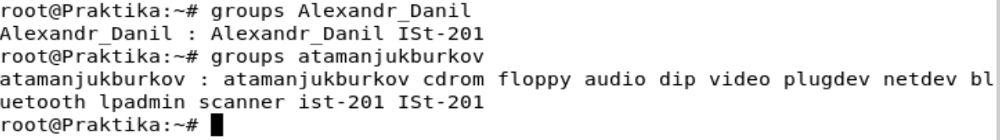 root@Praktika:~# groups Alexandr_Danil
Alexandr_Danil : Alexandr_Danil ISt-201
root@Praktika:~# groups atamanjukburkov
atamanjukburkov : atamanjukburkov cdrom floppy audio dip video plugdev netdev bl
uetooth lpadmin scanner ist-201 ISt-201
root@Praktika:~#